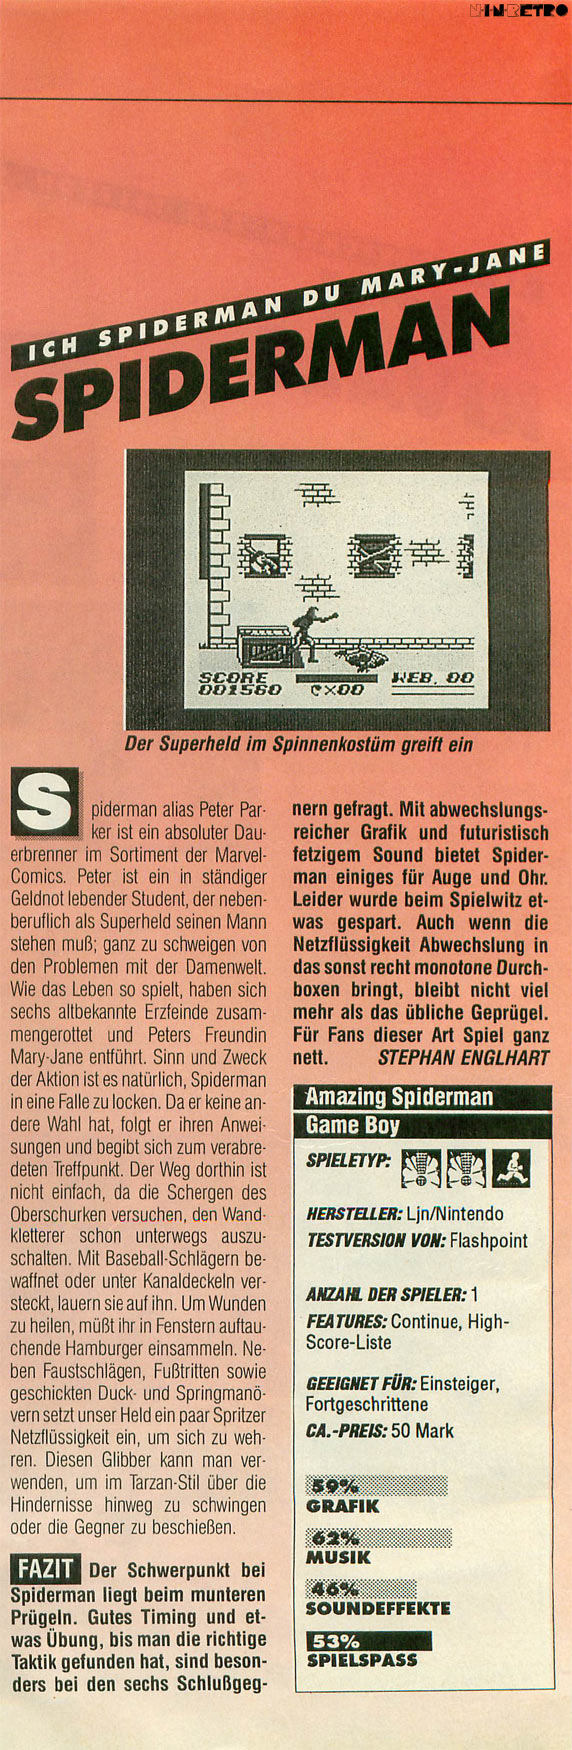 N-I-N-RETRO
ICH SPIDERMAN DU MARY-JANE
SPIDERMAN
SCORE
001560
×00
WEB. 00
Der Superheld im Spinnenkostüm greift ein
Spiderman alias Peter Par-
ker ist ein absoluter Dau-
erbrenner im Sortiment der Marvel-
Comics. Peter ist ein in ständiger
Geldnot lebender Student, der neben-
beruflich als Superheld seinen Mann
stehen muß; ganz zu schweigen von
den Problemen mit der Damenwelt.
Wie das Leben so spielt, haben sich
sechs altbekannte Erzfeinde zusam-
mengerottet und Peters Freundin
Mary-Jane entführt. Sinn und Zweck
der Aktion ist es natürlich, Spiderman
in eine Falle zu locken. Da er keine an-
dere Wahl hat, folgt er ihren Anwei-
sungen und begibt sich zum verabre-
deten Treffpunkt. Der Weg dorthin ist
nicht einfach, da die Schergen des
Oberschurken versuchen, den Wand-
kletterer schon unterwegs auszu-
schalten. Mit Baseball-Schlägern be-
waffnet oder unter Kanaldeckeln ver-
steckt, lauern sie auf ihn. Um Wunden
zu heilen, müßt ihr in Fenstern auftau-
chende Hamburger einsammeln. Ne-
ben Faustschlägen, Fußtritten sowie
geschickten Duck- und Springmanö-
vern setzt unser Held ein paar Spritzer
Netzflüssigkeit ein, um sich zu weh-
ren. Diesen Glibber kann man ver-
wenden, um im Tarzan-Stil über die
Hindernisse hinweg zu schwingen
oder die Gegner zu beschießen.
FAZIT Der Schwerpunkt bei
Spiderman liegt beim munteren
Prügeln. Gutes Timing und et-
was Übung, bis man die richtige
Taktik gefunden hat, sind beson-
ders bei den sechs Schlußgeg-
nern gefragt. Mit abwechslungs-
reicher Grafik und futuristisch
fetzigem Sound bietet Spider-
man einiges für Auge und Ohr.
Leider wurde beim Spielwitz et-
was gespart. Auch wenn die
Netzflüssigkeit Abwechslung in
das sonst recht monotone Durch-
boxen bringt, bleibt nicht viel
mehr als das übliche Geprügel.
Für Fans dieser Art Spiel ganz
nett. STEPHAN ENGLHART
Amazing Spiderman
Game Boy
SPIELETYP:
HERSTELLER: Ljn/Nintendo
TESTVERSION VON: Flashpoint
ANZAHL DER SPIELER: 1
FEATURES: Continue, High-
Score-Liste
GEEIGNET FÜR: Einsteiger,
Fortgeschrittene
CA.-PREIS: 50 Mark
59%
GRAFIK
62%
MUSIK
46%
SOUNDEFFEKTE
53%
SPIELSPASS